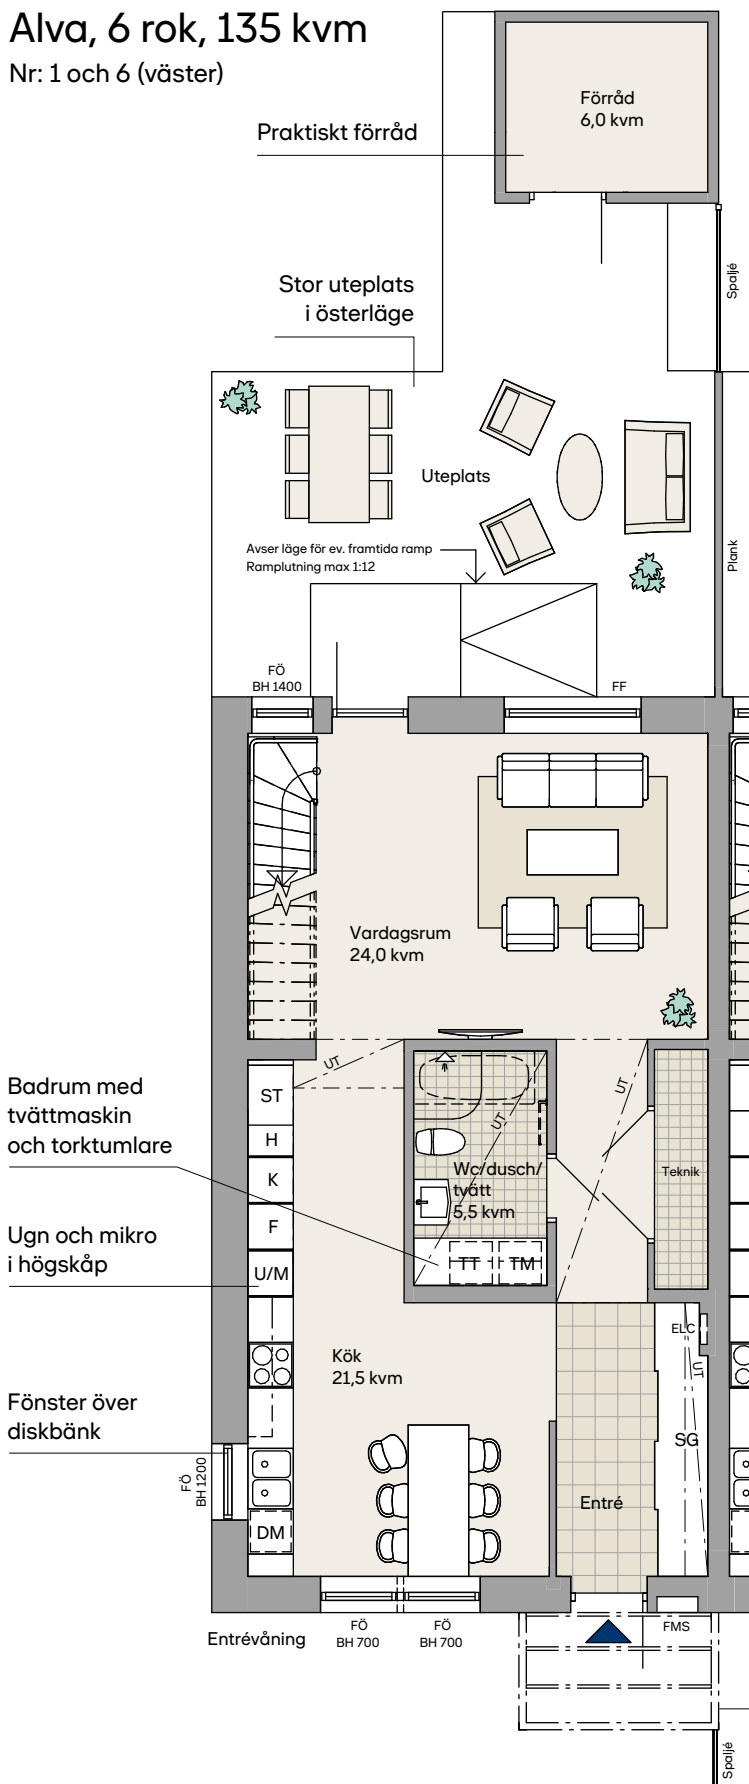 Alva, 6 rok, 135 kvm
Nr: 1 och 6 (väster)
Förråd
6,0 kvm
Praktiskt förråd
Spaljé
Stor uteplats
i österläge
Uteplats
Avser läge för ev. framtida ramp
Ramplutning max 1:12
Plank
FÖ
BH 1400
FF
Vardagsrum
24,0 kvm
UT
UT
Badrum med
tvättmaskin
och torktumlare
ST
H
K
F
U/M
UT
Wc/dusch/
tvätt
5,5 kvm
TT
TM
Teknik
Ugn och mikro
i högskåp
ELC
UT
Kök
21,5 kvm
Fönster över
diskbänk
SG
FÖ
BH 1200
DM
Entré
Entrévåning
FÖ
BH 700
FÖ
BH 700
FMS
Spaljé